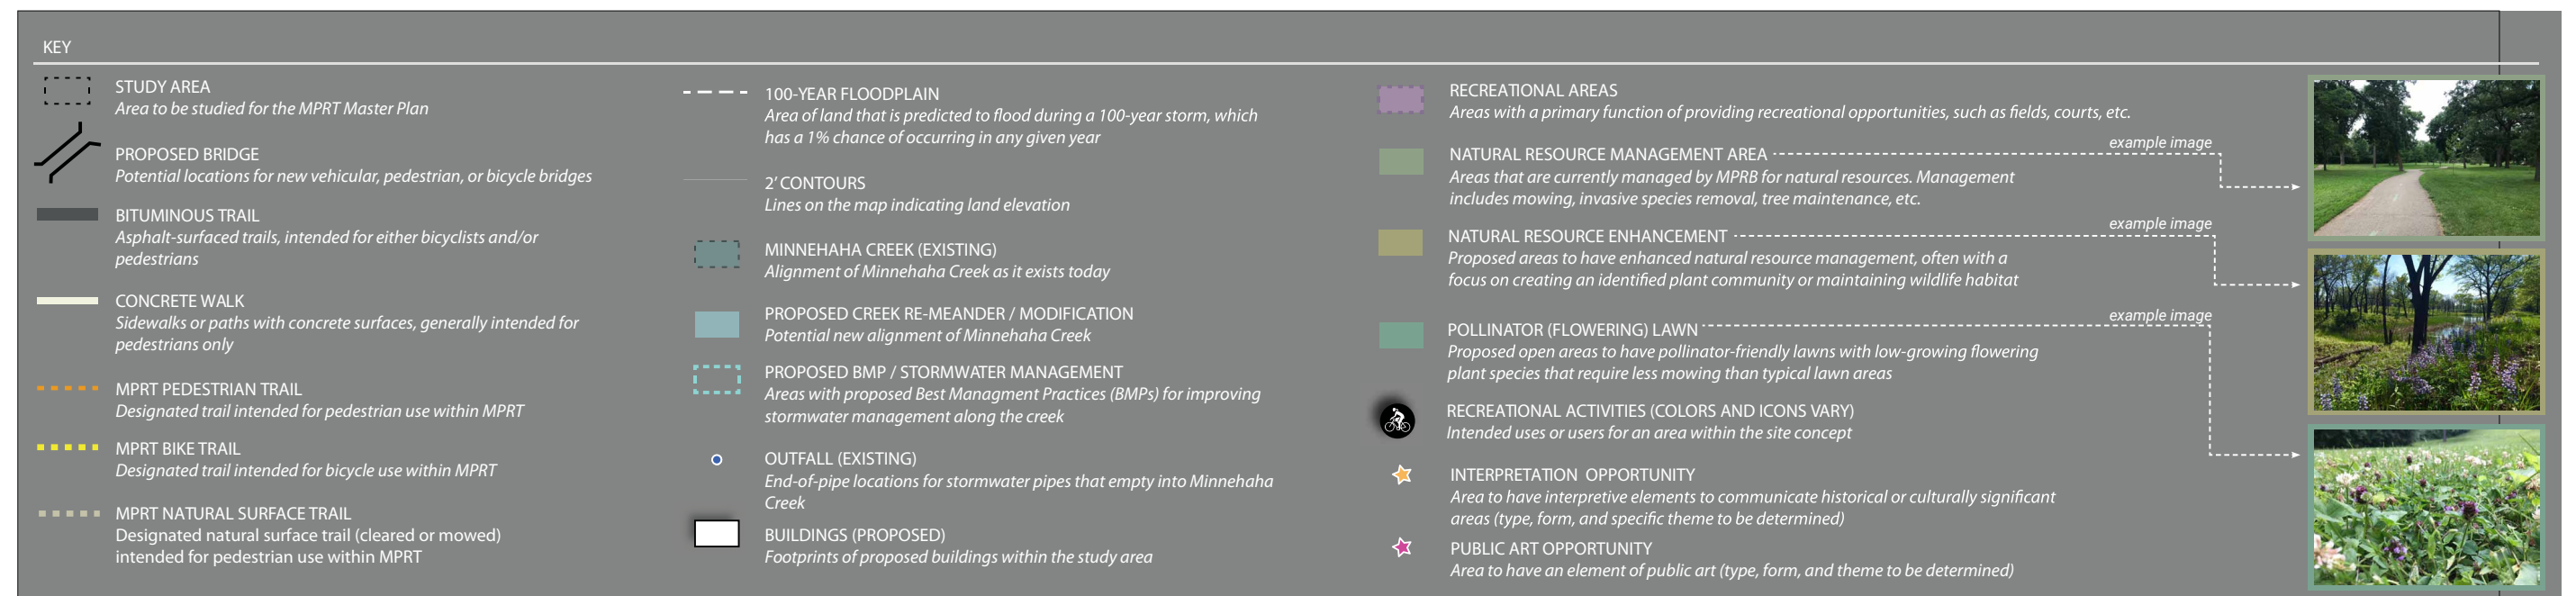 KEY
STUDY AREA
Area to be studied for the MPRT Master Plan
PROPOSED BRIDGE
Potential locations for new vehicular, pedestrian, or bicycle bridges
BITUMINOUS TRAIL
Asphalt-surfaced trails, intended for either bicyclists and/or
pedestrians
CONCRETE WALK
Sidewalks or paths with concrete surfaces, generally intended for
pedestrians only
MPRT PEDESTRIAN TRAIL
Designated trail intended for pedestrian use within MPRT
MPRT BIKE TRAIL
Designated trail intended for bicycle use within MPRT
MPRT NATURAL SURFACE TRAIL
Designated natural surface trail (cleared or mowed)
intended for pedestrian use within MPRT
100-YEAR FLOODPLAIN
Area of land that is predicted to flood during a 100-year storm, which
has a 1% chance of occurring in any given year
2' CONTOURS
Lines on the map indicating land elevation
MINNEHAHA CREEK (EXISTING)
Alignment of Minnehaha Creek as it exists today
PROPOSED CREEK RE-MEANDER / MODIFICATION
Potential new alignment of Minnehaha Creek
PROPOSED BMP / STORMWATER MANAGEMENT
Areas with proposed Best Managment Practices (BMPs) for improving
stormwater management along the creek
OUTFALL (EXISTING)
End-of-pipe locations for stormwater pipes that empty into Minnehaha
Creek
BUILDINGS (PROPOSED)
Footprints of proposed buildings within the study area
RECREATIONAL AREAS
Areas with a primary function of providing recreational opportunities, such as fields, courts, etc.
example image
NATURAL RESOURCE MANAGEMENT AREA
Areas that are currently managed by MPRB for natural resources. Management
includes mowing, invasive species removal, tree maintenance, etc.
example image
NATURAL RESOURCE ENHANCEMENT
Proposed areas to have enhanced natural resource management, often with a
focus on creating an identified plant community or maintaining wildlife habitat
example image
POLLINATOR (FLOWERING) LAWN
Proposed open areas to have pollinator-friendly lawns with low-growing flowering
plant species that require less mowing than typical lawn areas
RECREATIONAL ACTIVITIES (COLORS AND ICONS VARY)
Intended uses or users for an area within the site concept
INTERPRETATION OPPORTUNITY
Area to have interpretive elements to communicate historical or culturally significant
areas (type, form, and specific theme to be determined)
PUBLIC ART OPPORTUNITY
Area to have an element of public art (type, form, and theme to be determined)